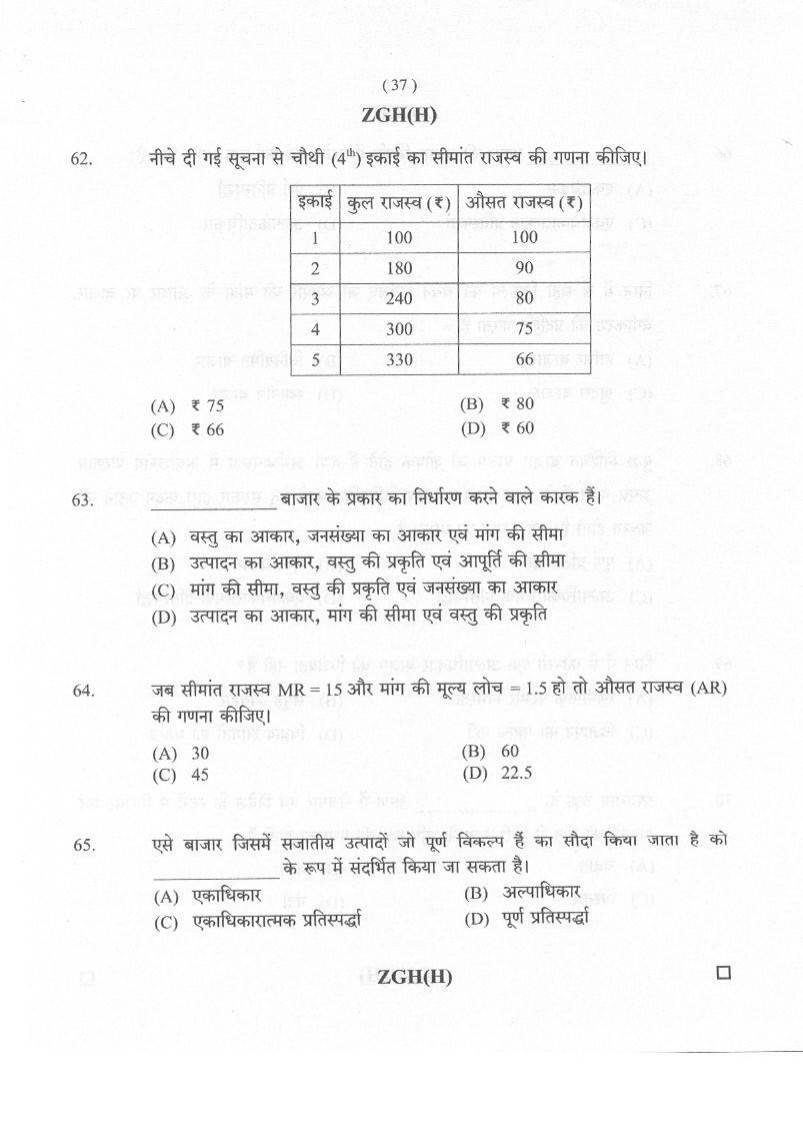 (37)
ZGH(H)
62. नीचे दी गई सूचना से चौथी (4th) इकाई का सीमांत राजस्व की गणना कीजिए।
इकाई कुल राजस्व (₹) औसत राजस्व (₹)
1 100 100
2 180 90
3 240 80
4 300 75
5 330 66
(A) ₹ 75 (B) ₹ 80
(C) ₹ 66 (D) ₹ 60
63. ____________ बाजार के प्रकार का निर्धारण करने वाले कारक हैं।
(A) वस्तु का आकार, जनसंख्या का आकार एवं मांग की सीमा
(B) उत्पादन का आकार, वस्तु की प्रकृति एवं आपूर्ति की सीमा
(C) मांग की सीमा, वस्तु की प्रकृति एवं जनसंख्या का आकार
(D) उत्पादन का आकार, मांग की सीमा एवं वस्तु की प्रकृति
64. जब सीमांत राजस्व MR = 15 और मांग की मूल्य लोच = 1.5 हो तो औसत राजस्व (AR)
की गणना कीजिए।
(A) 30 (B) 60
(C) 45 (D) 22.5
65. एसे बाजार जिसमें सजातीय उत्पादों जो पूर्ण विकल्प हैं का सौदा किया जाता है को
____________ के रूप में संदर्भित किया जा सकता है।
(A) एकाधिकार (B) अल्पाधिकार
(C) एकाधिकारात्मक प्रतिस्पर्द्धा (D) पूर्ण प्रतिस्पर्द्धा
ZGH(H)